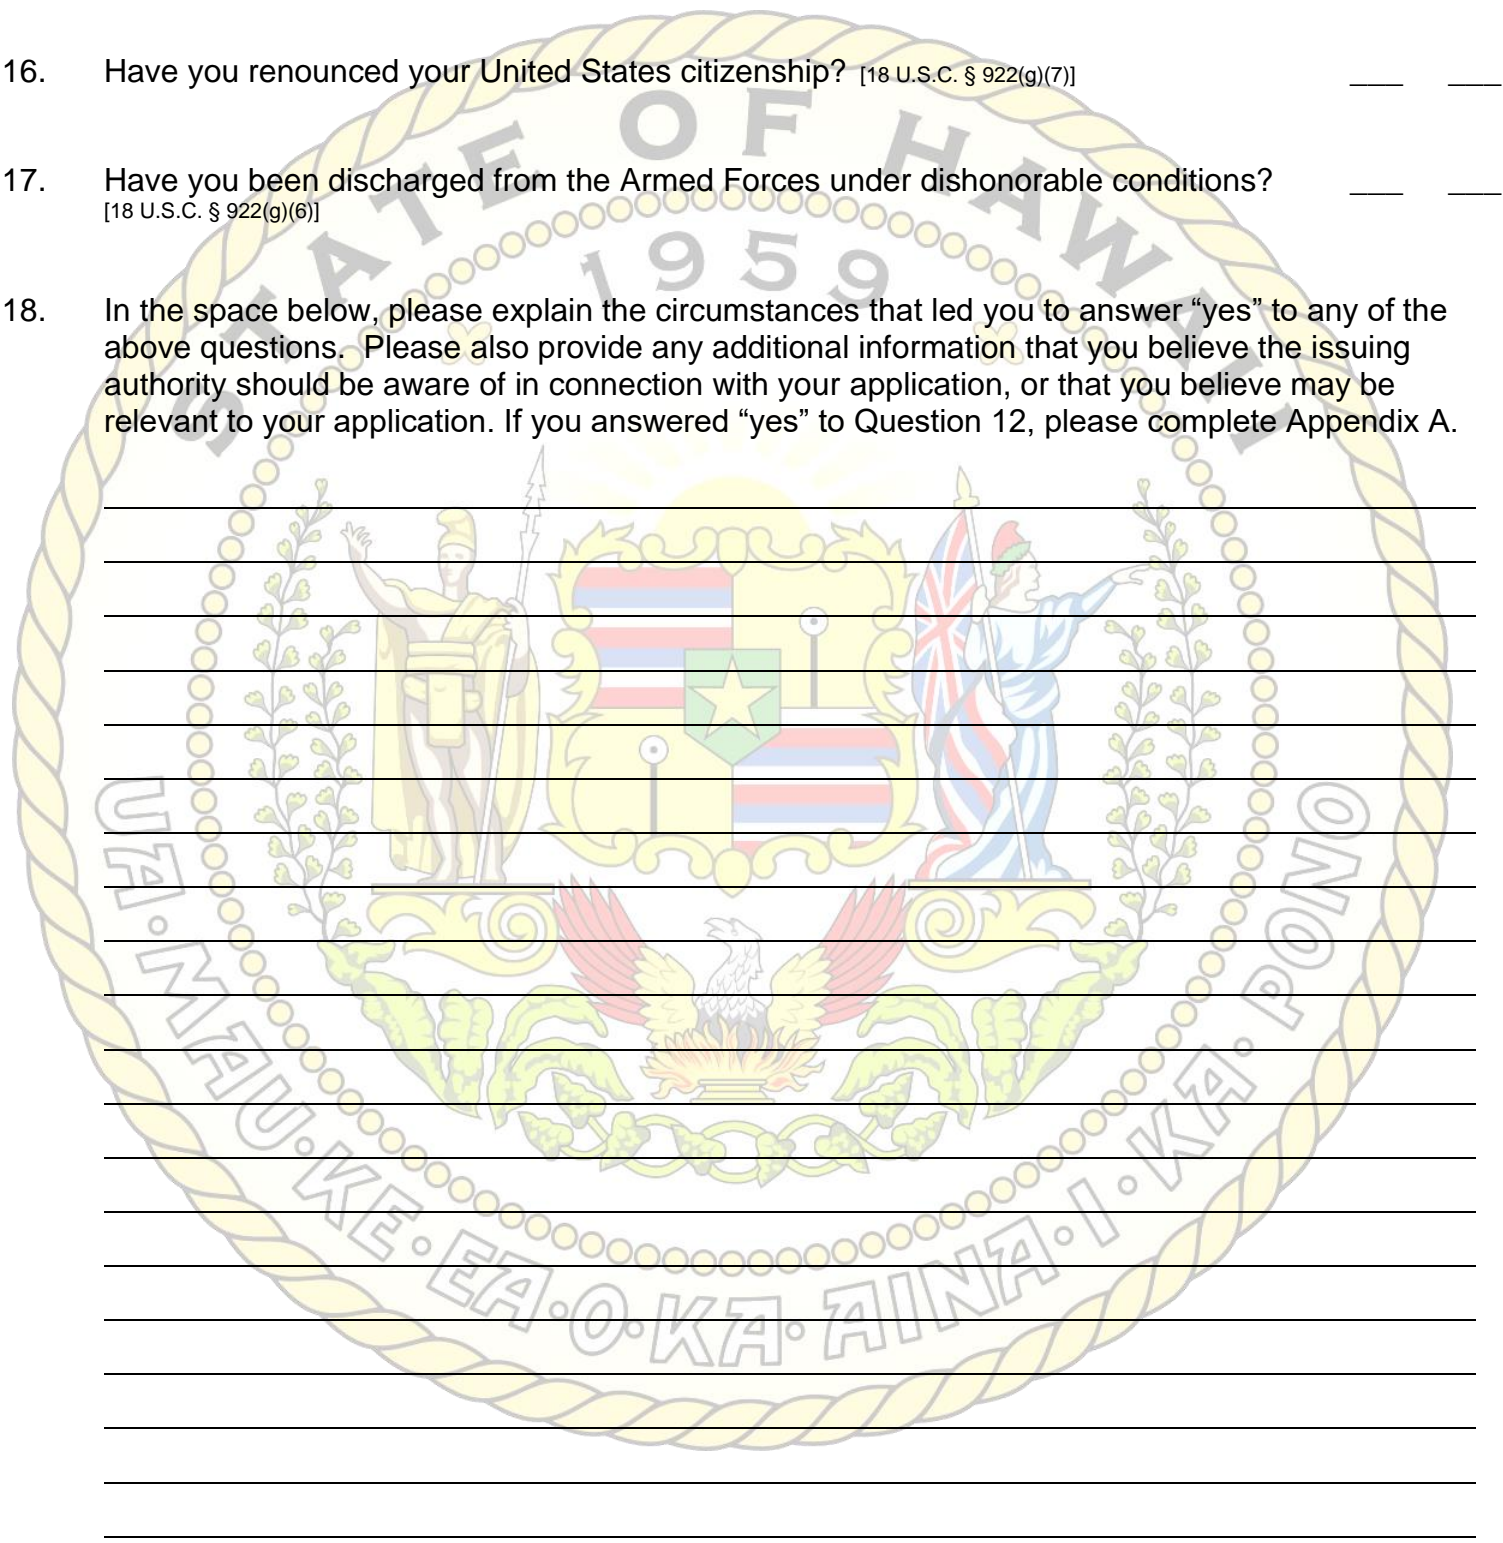 16. Have you renounced your United States citizenship? [18 U.S.C. § 922(g)(7)] ___ ___
17. Have you been discharged from the Armed Forces under dishonorable conditions? ___ ___
[18 U.S.C. § 922(g)(6)]
18. In the space below, please explain the circumstances that led you to answer “yes” to any of the
above questions. Please also provide any additional information that you believe the issuing
authority should be aware of in connection with your application, or that you believe may be
relevant to your application. If you answered “yes” to Question 12, please complete Appendix A.
STATE OF HAWAII
1959
UA·MAU·KE·EA·O·KA·AINA·I·KA·PONO